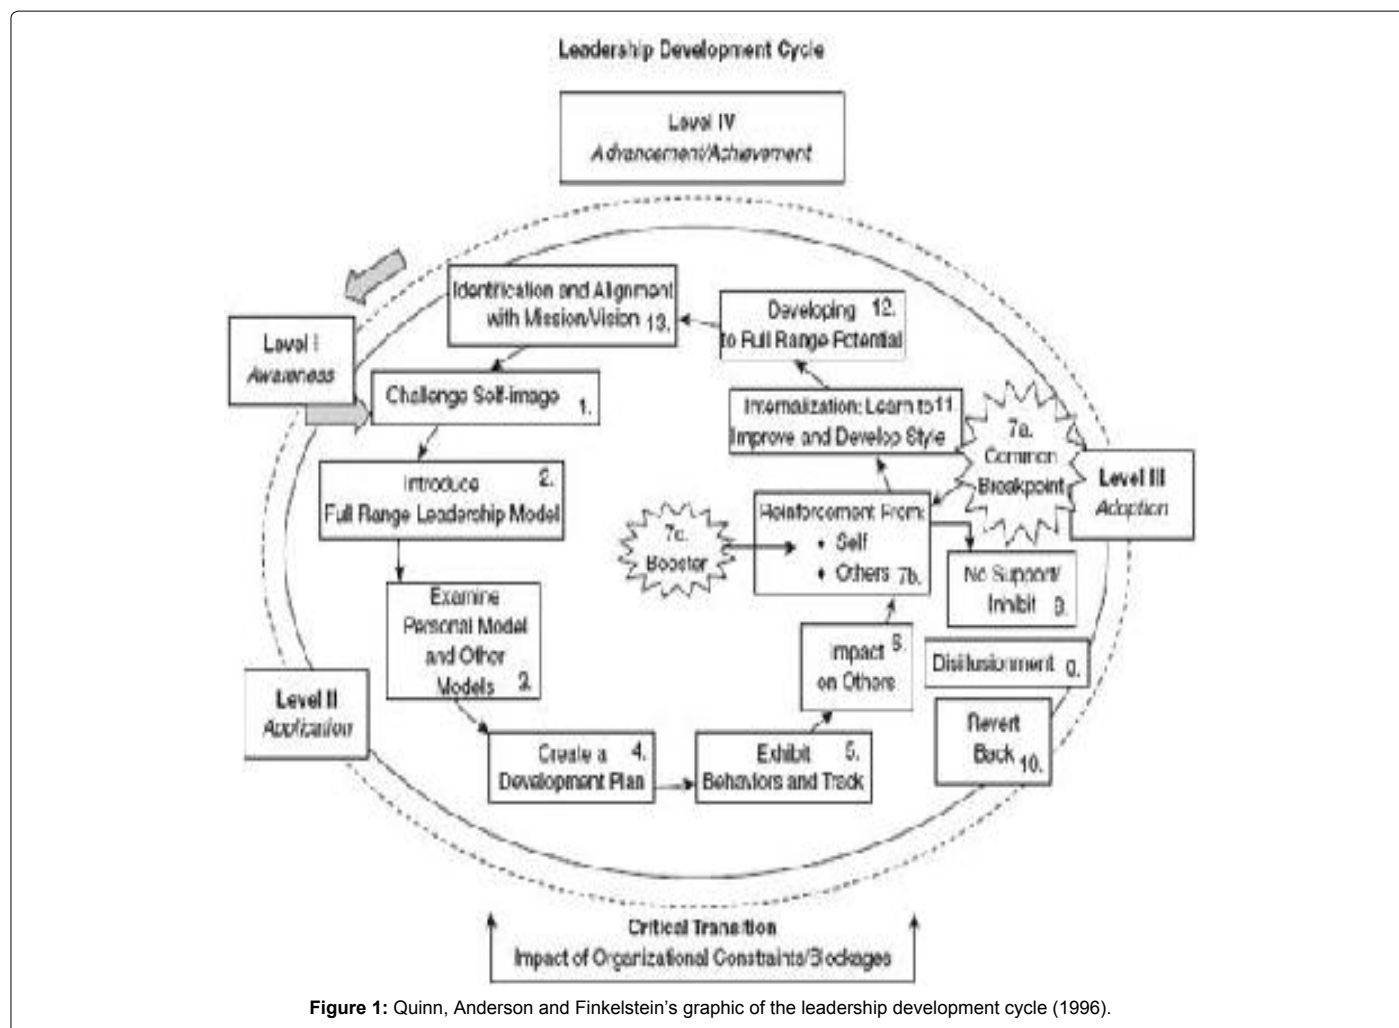 Leadership Development Cycle
Level IV
Advancement/Achievement
Identification and Alignment
with Mission/Vision 13.
Developing 12.
to Full Range Potential
Level I
Awareness
Challenge Self-image 1.
Internalization: Learn to 11.
Improve and Develop Style
7a.
Common
Breakpoint
Level III
Adoption
Introduce 2.
Full Range Leadership Model
Reinforcement From:
• Self
• Others 7b.
7c.
Booster
No Support/
Inhibit 8.
Examine
Personal Model
and Other
Models 3.
Impact 6.
on Others
Disillusionment 9.
Level II
Application
Revert
Back 10.
Create a 4.
Development Plan
Exhibit 5.
Behaviors and Track
Critical Transition
Impact of Organizational Constraints/Blockages
Figure 1: Quinn, Anderson and Finkelstein's graphic of the leadership development cycle (1996).